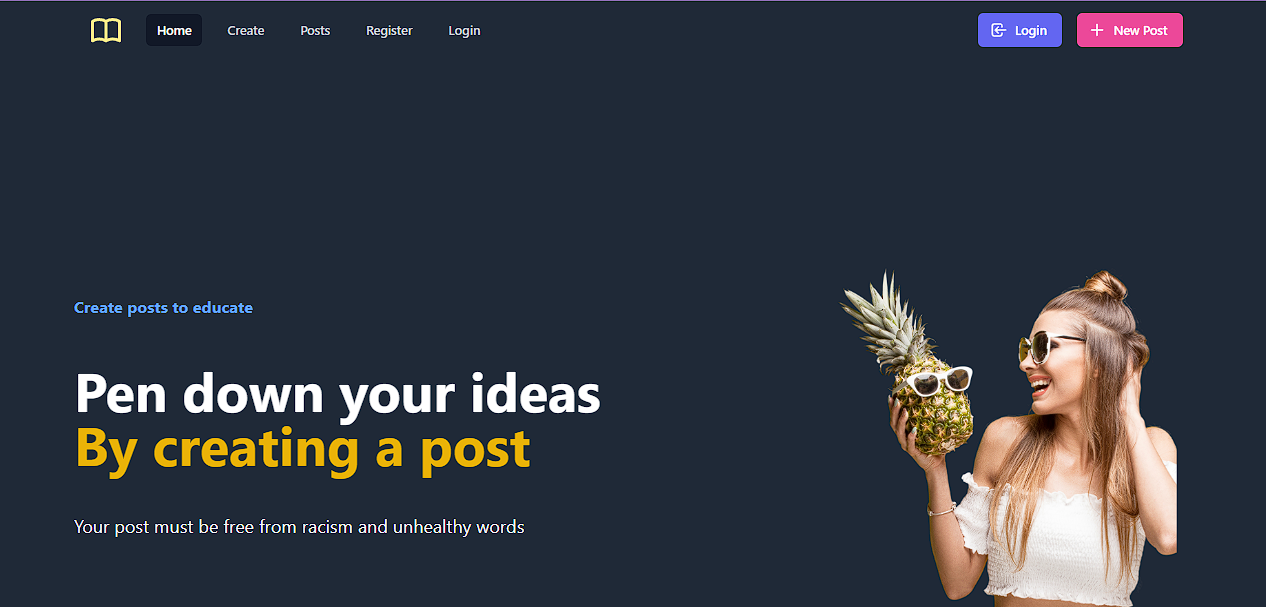 Home Create Posts Register Login Login New Post
Create posts to educate
Pen down your ideas
By creating a post
Your post must be free from racism and unhealthy words